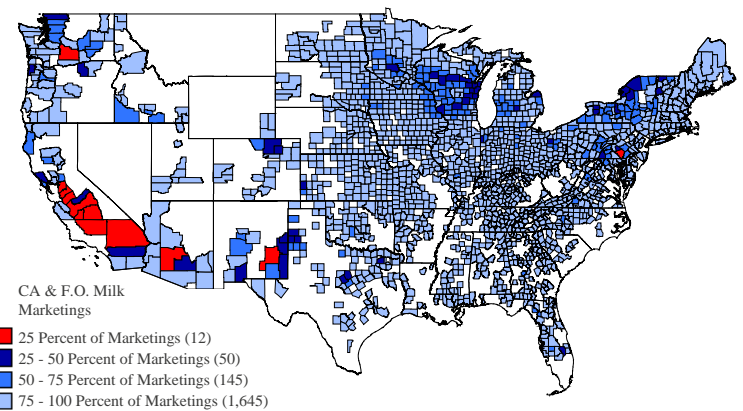 CA & F.O. Milk
Marketings
25 Percent of Marketings (12)
25 - 50 Percent of Marketings (50)
50 - 75 Percent of Marketings (145)
75 - 100 Percent of Marketings (1,645)